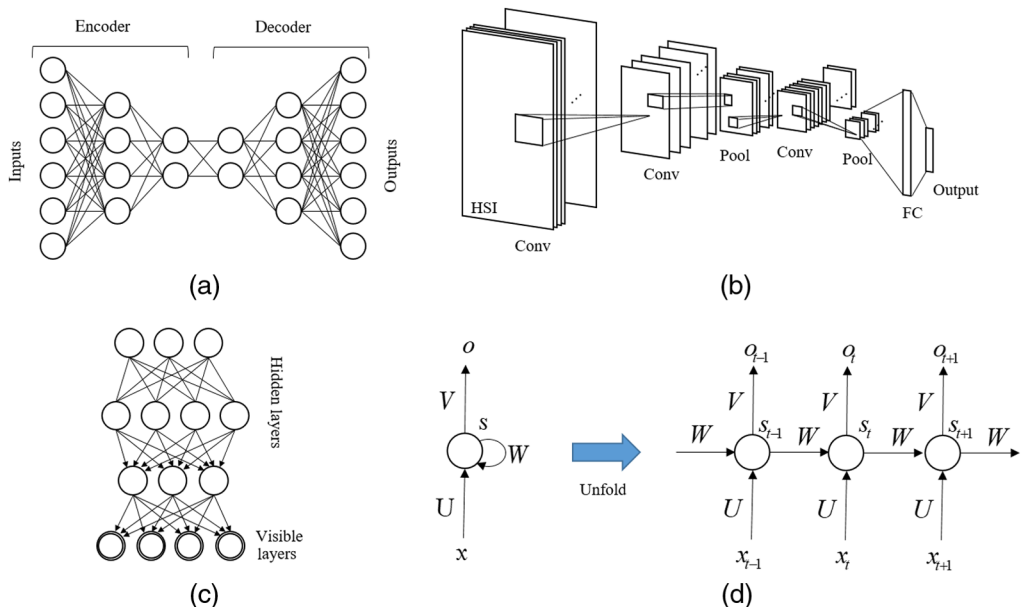 Encoder
Decoder
Inputs
Outputs
(a)
HSI
Conv
Conv
Pool
Conv
Pool
FC
Output
(b)
Hidden layers
Visible
layers
(c)
o
V
s
W
U
x
Unfold
o_{t-1} o_t o_{t+1}
V V V
s_{t-1} s_t s_{t+1}
W W W W
U U U
x_{t-1} x_t x_{t+1}
(d)